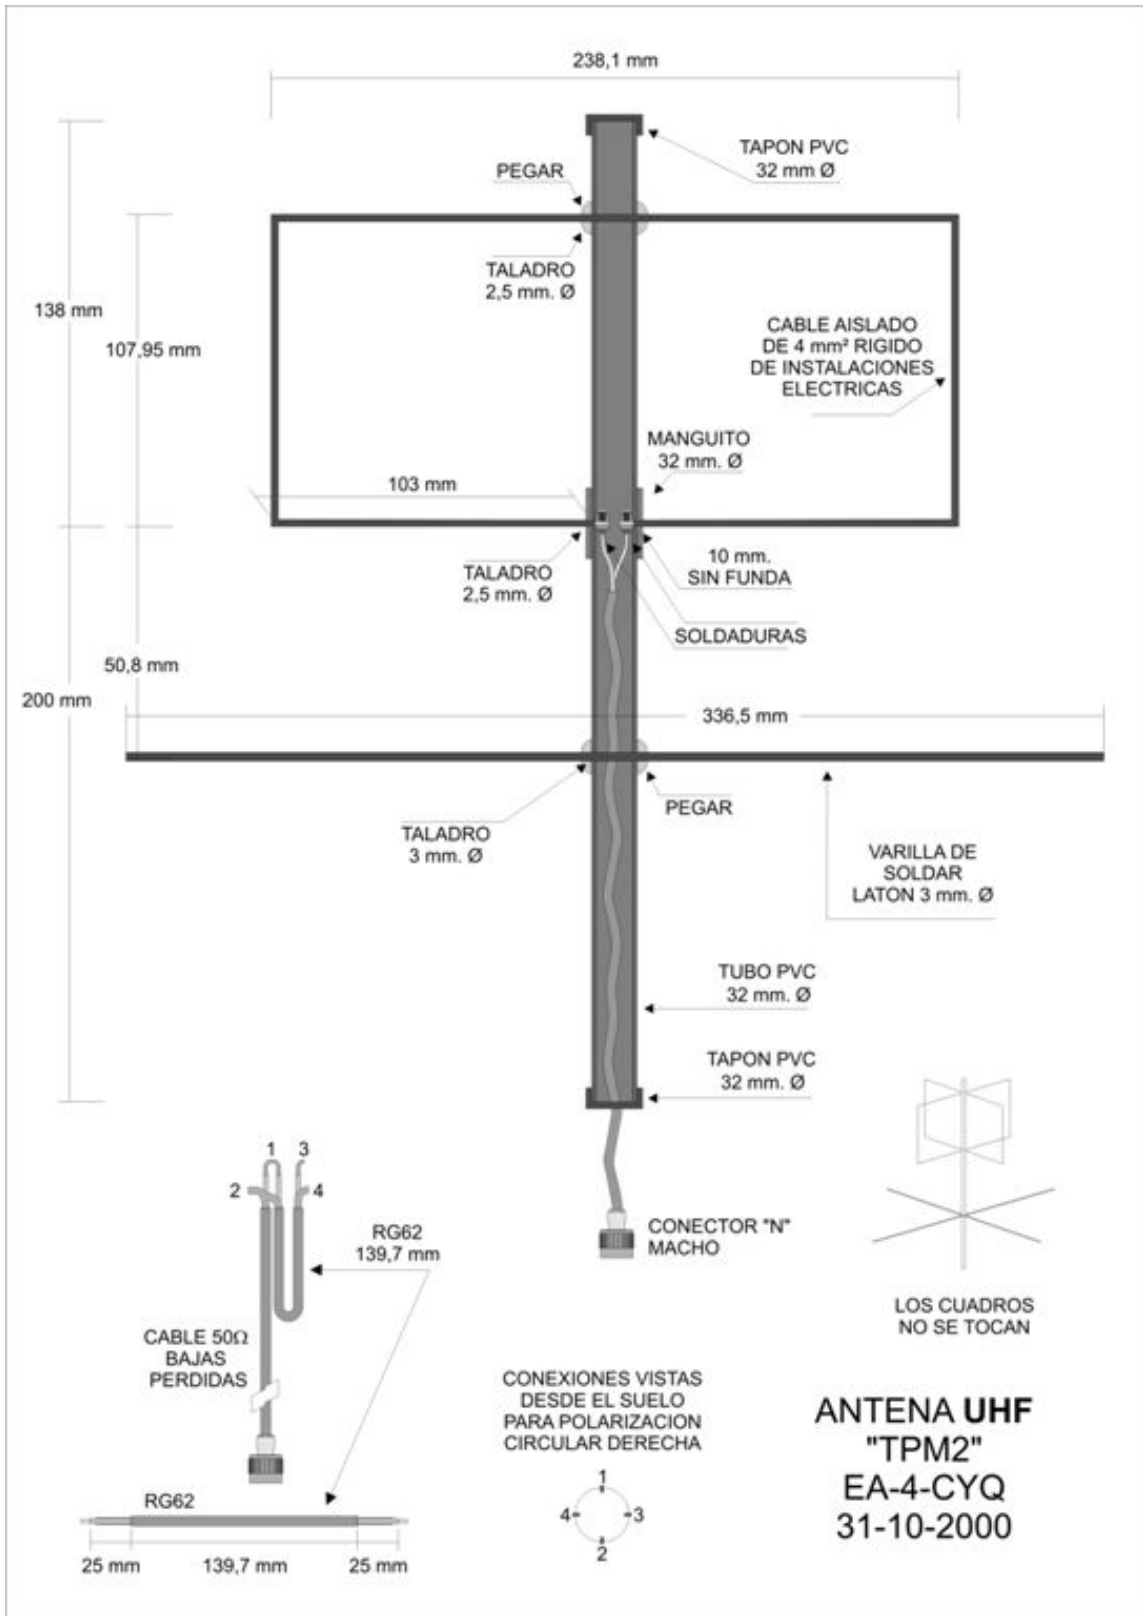 238,1 mm
TAPON PVC
32 mm Ø
PEGAR
TALADRO
2,5 mm. Ø
138 mm
107,95 mm
CABLE AISLADO
DE 4 mm² RIGIDO
DE INSTALACIONES
ELECTRICAS
MANGUITO
32 mm. Ø
103 mm
TALADRO
2,5 mm. Ø
10 mm.
SIN FUNDA
SOLDADURAS
50,8 mm
200 mm
336,5 mm
PEGAR
TALADRO
3 mm. Ø
VARILLA DE
SOLDAR
LATON 3 mm. Ø
TUBO PVC
32 mm. Ø
TAPON PVC
32 mm. Ø
1 3
2 4
RG62
139,7 mm
CONECTOR "N"
MACHO
LOS CUADROS
NO SE TOCAN
CABLE 50Ω
BAJAS
PERDIDAS
CONEXIONES VISTAS
DESDE EL SUELO
PARA POLARIZACION
CIRCULAR DERECHA
1
4 3
2
ANTENA UHF
"TPM2"
EA-4-CYQ
31-10-2000
RG62
25 mm 139,7 mm 25 mm